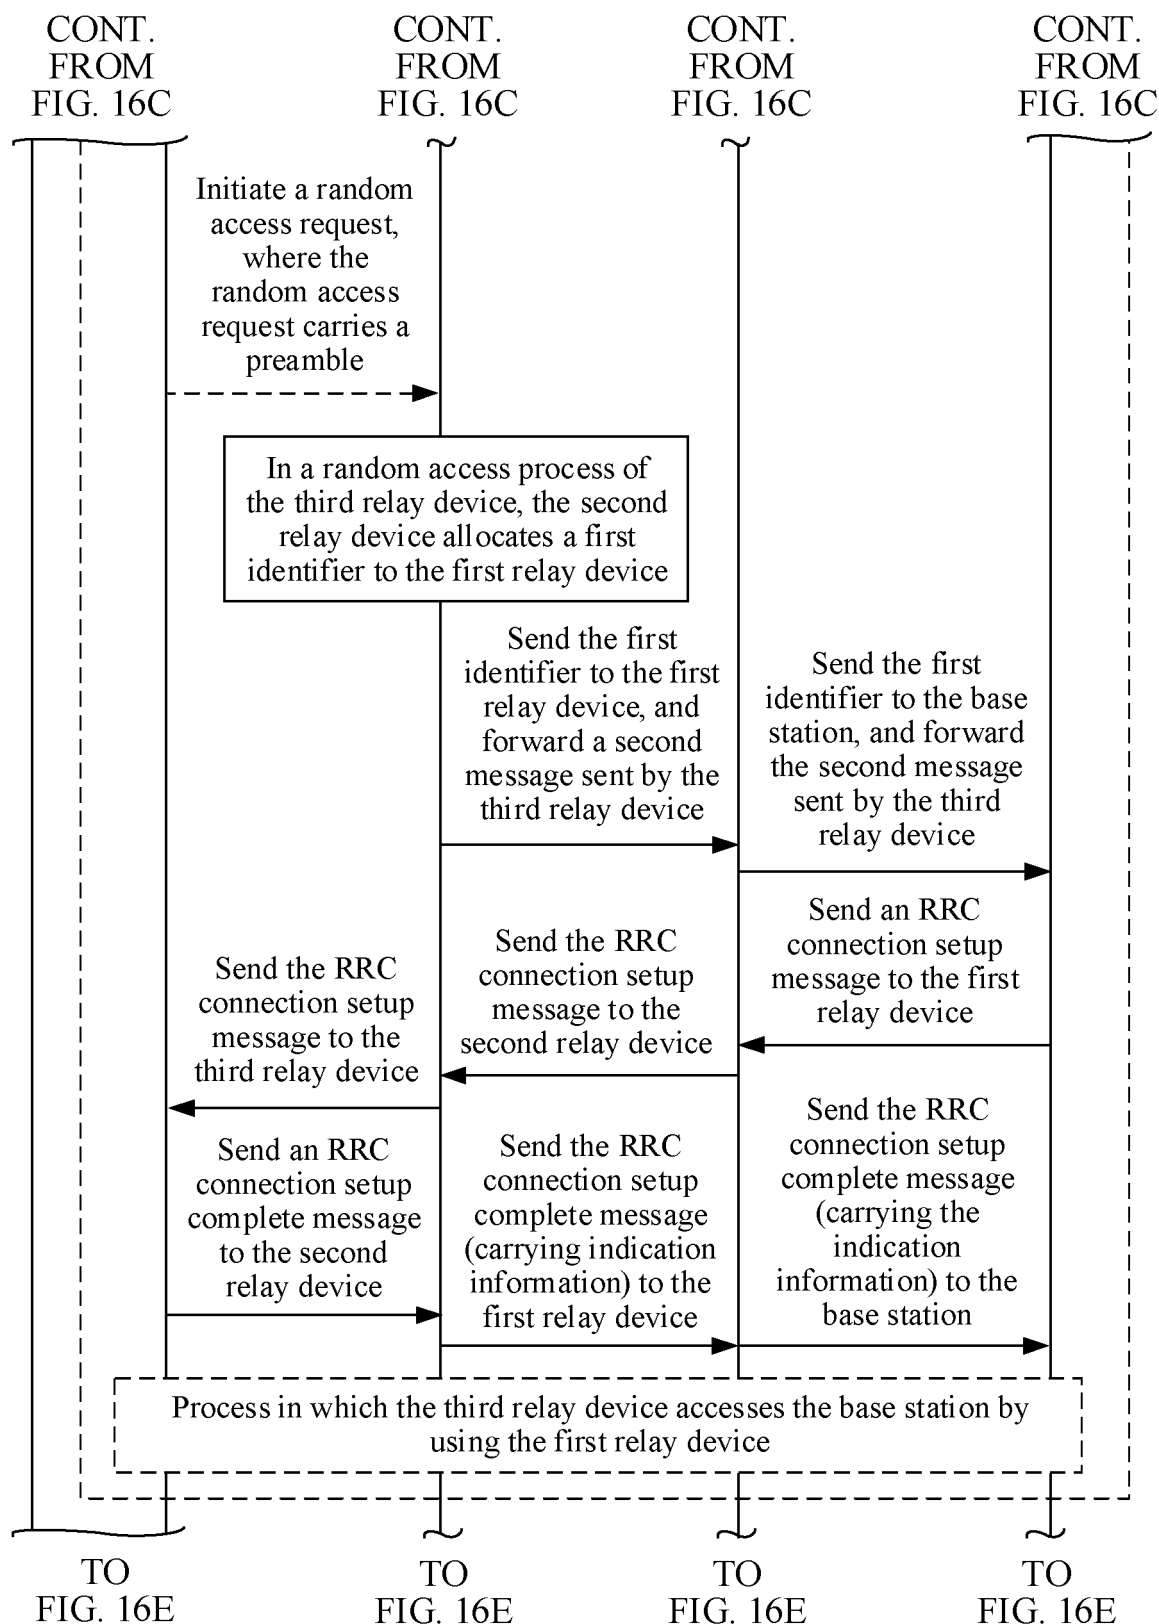 CONT.
FROM
FIG. 16C
CONT.
FROM
FIG. 16C
CONT.
FROM
FIG. 16C
CONT.
FROM
FIG. 16C
Initiate a random
access request,
where the
random access
request carries a
preamble
In a random access process of
the third relay device, the second
relay device allocates a first
identifier to the first relay device
Send the first
identifier to the first
relay device, and
forward a second
message sent by the
third relay device
Send the first
identifier to the base
station, and forward
the second message
sent by the third
relay device
Send an RRC
connection setup
message to the first
relay device
Send the RRC
connection setup
message to the
second relay device
Send the RRC
connection setup
message to the
third relay device
Send an RRC
connection setup
complete message
to the second
relay device
Send the RRC
connection setup
complete message
(carrying indication
information) to the
first relay device
Send the RRC
connection setup
complete message
(carrying the
indication
information) to the
base station
Process in which the third relay device accesses the base station by
using the first relay device
TO
FIG. 16E
TO
FIG. 16E
TO
FIG. 16E
TO
FIG. 16E